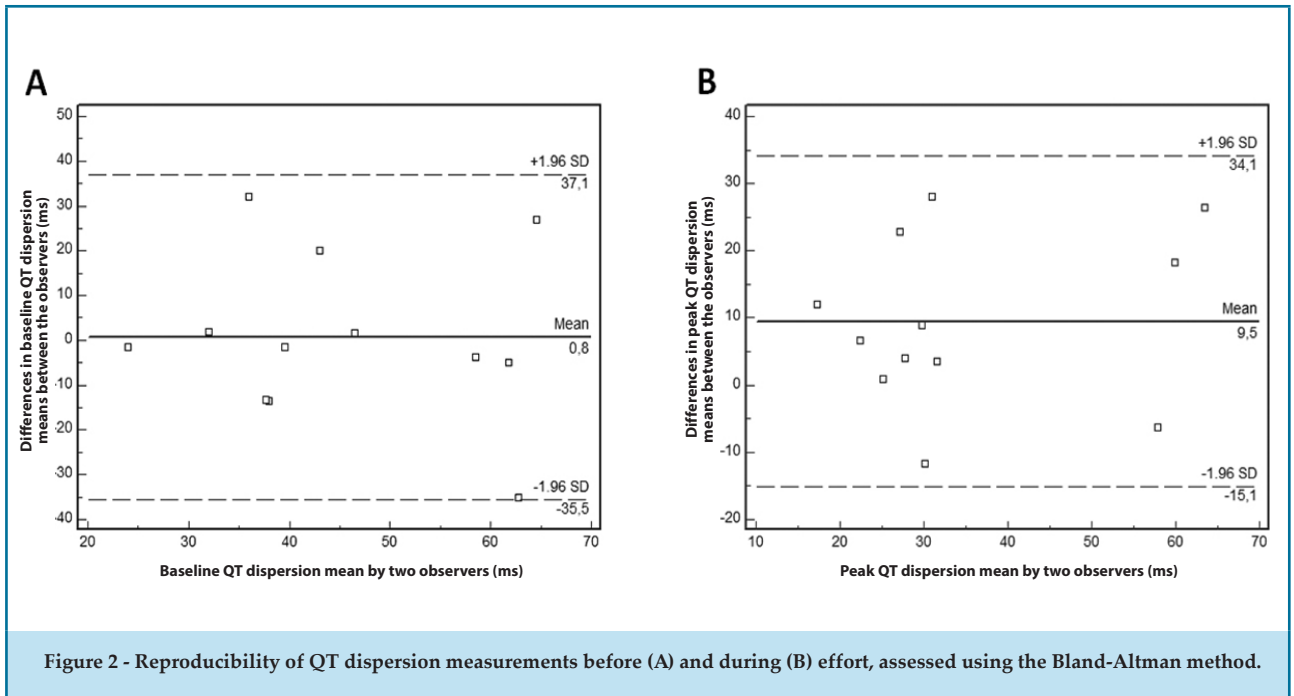 A
50
40
30
20
10
0
-10
-20
-30
-40
20 30 40 50 60 70
+1.96 SD
37,1
Mean
0,8
-1.96 SD
-35,5
Differences in baseline QT dispersion
means between the observers (ms)
Baseline QT dispersion mean by two observers (ms)
B
40
30
20
10
0
-10
-20
10 20 30 40 50 60 70
+1.96 SD
34,1
Mean
9,5
-1.96 SD
-15,1
Differences in peak QT dispersion
means between the observers (ms)
Peak QT dispersion mean by two observers (ms)
Figure 2 - Reproducibility of QT dispersion measurements before (A) and during (B) effort, assessed using the Bland-Altman method.